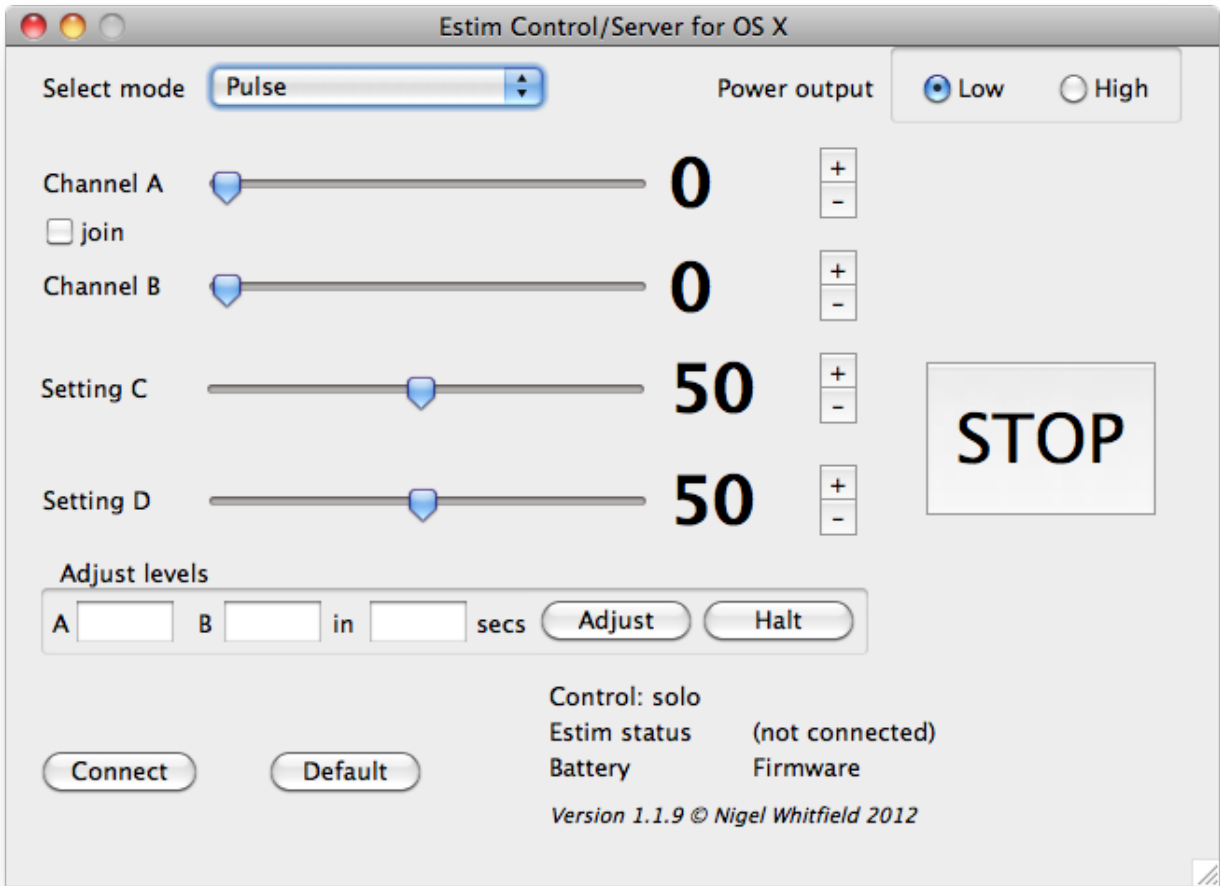 Estim Control/Server for OS X
Select mode Pulse Power output Low High
Channel A 0 + -
join
Channel B 0 + -
Setting C 50 + -
STOP
Setting D 50 + -
Adjust levels
A B in secs Adjust Halt
Control: solo
Estim status (not connected)
Connect Default Battery Firmware
Version 1.1.9 © Nigel Whitfield 2012